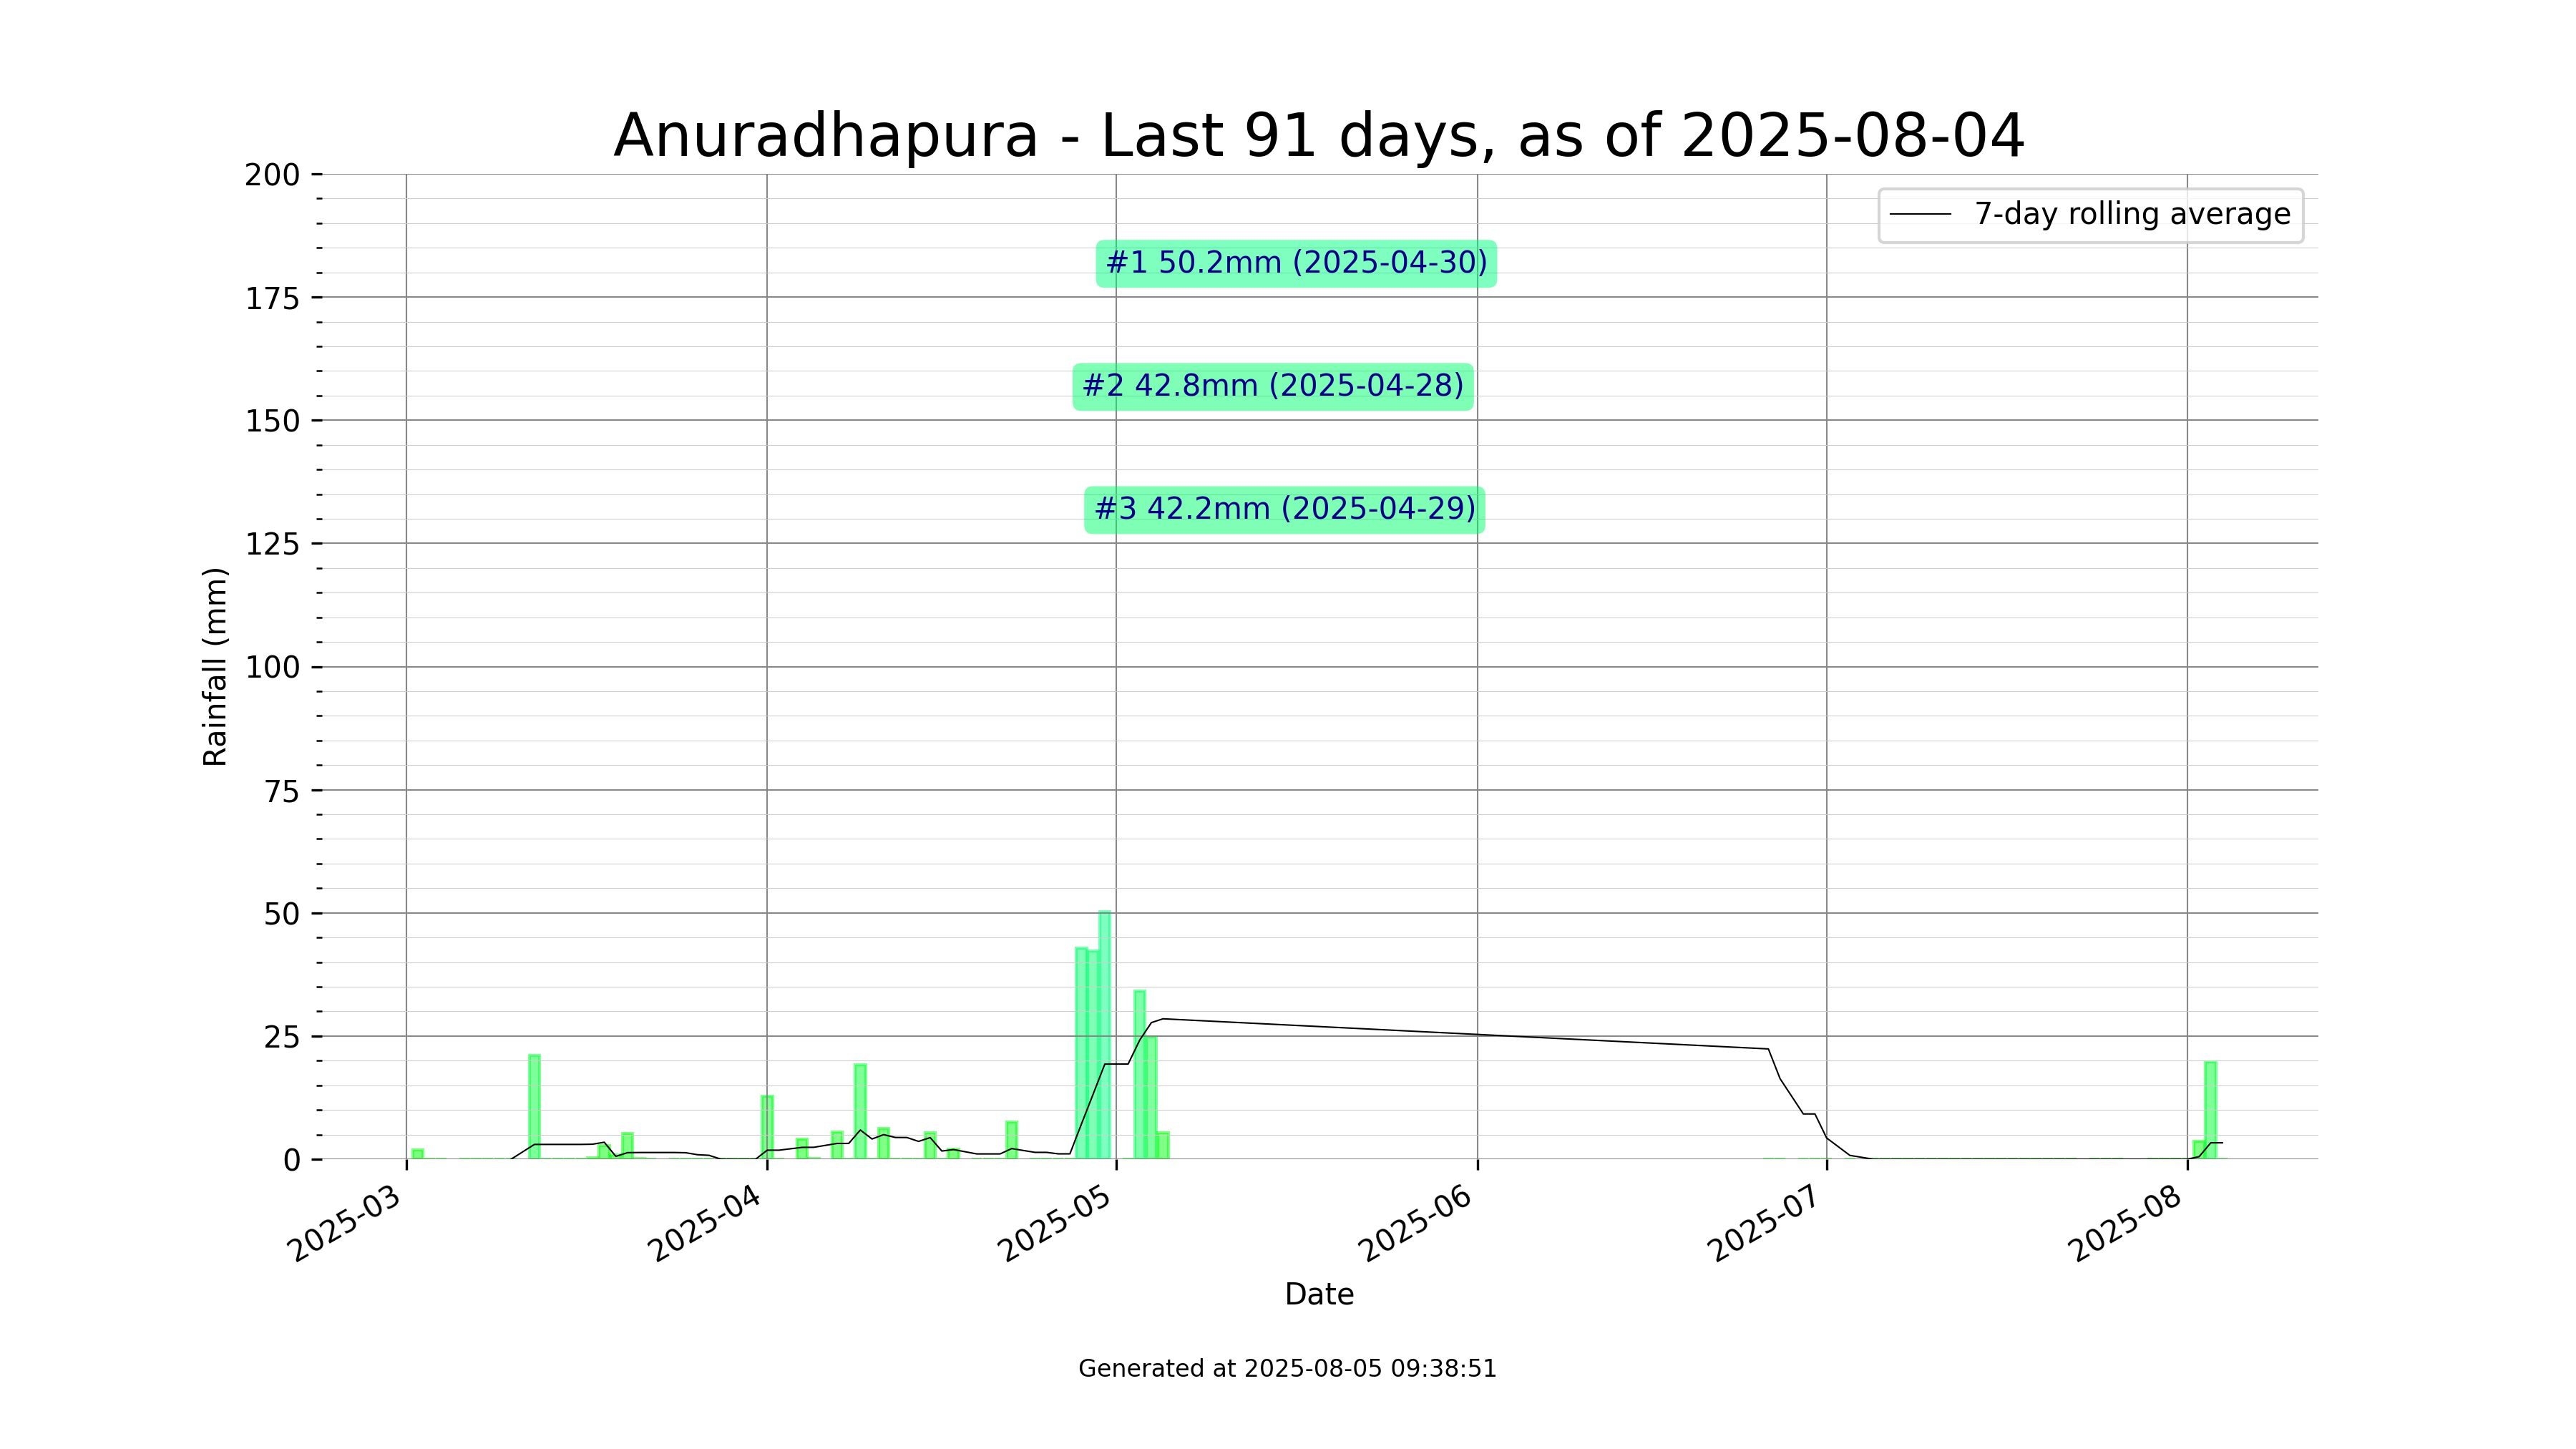 Anuradhapura - Last 91 days, as of 2025-08-04
7-day rolling average
#1 50.2mm (2025-04-30)
#2 42.8mm (2025-04-28)
#3 42.2mm (2025-04-29)
Rainfall (mm)
200
175
150
125
100
75
50
25
0
2025-03
2025-04
2025-05
2025-06
2025-07
2025-08
Date
Generated at 2025-08-05 09:38:51